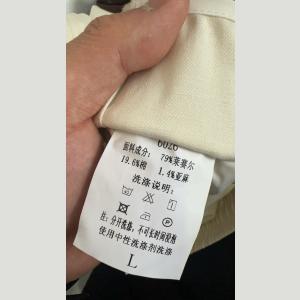 6026
面料成分：79%莱赛尔
19.6%棉 1.4%亚麻
洗涤说明：
注：分开洗涤、不可长时间浸泡
使用中性洗涤剂洗涤
L